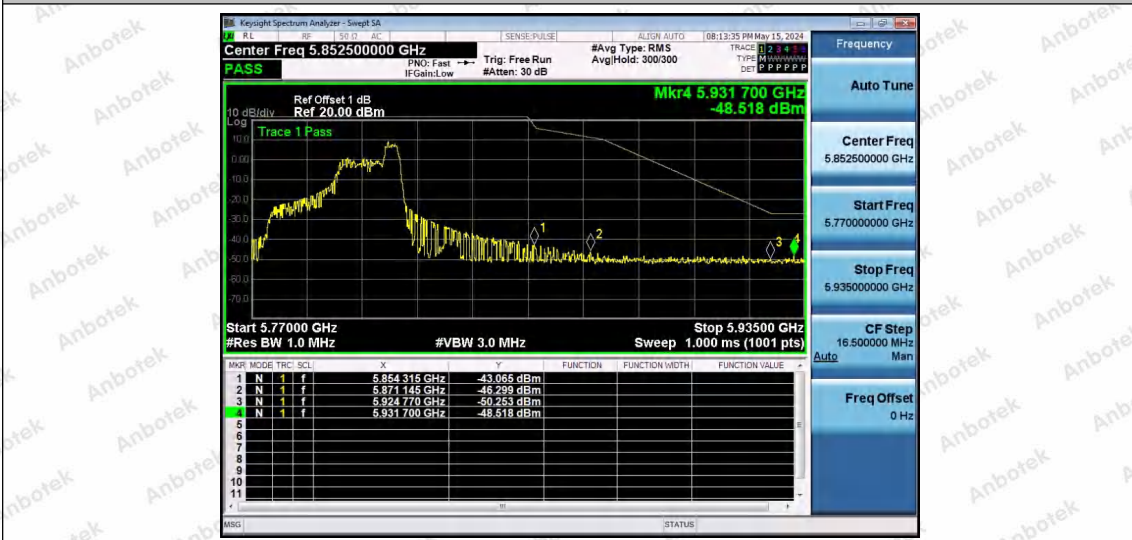 Keysight Spectrum Analyzer - Swept SA
RL RF 50 Ω AC SENSE:PULSE ALIGN AUTO 08:13:35 PM May 15, 2024
Center Freq 5.852500000 GHz
PASS
PNO: Fast
IFGain:Low
Trig: Free Run
#Atten: 30 dB
#Avg Type: RMS
Avg|Hold: 300/300
TRACE 1 2 3 4 5 6
TYPE M W W W W W
DET P P P P P P
Mkr4 5.931 700 GHz
-48.518 dBm
Ref Offset 1 dB
10 dB/div Ref 20.00 dBm
Log
Trace 1 Pass
10.0
0.00
-10.0
-20.0
-30.0
-40.0
-50.0
-60.0
-70.0
1
2
3
4
Start 5.77000 GHz Stop 5.93500 GHz
#Res BW 1.0 MHz #VBW 3.0 MHz Sweep 1.000 ms (1001 pts)
MKR MODE TRC SCL X Y FUNCTION FUNCTION WIDTH FUNCTION VALUE
1 N 1 f 5.854 315 GHz -43.065 dBm
2 N 1 f 5.871 145 GHz -46.299 dBm
3 N 1 f 5.924 770 GHz -50.253 dBm
4 N 1 f 5.931 700 GHz -48.518 dBm
5
6
7
8
9
10
11
MSG STATUS
Frequency
Auto Tune
Center Freq
5.852500000 GHz
Start Freq
5.770000000 GHz
Stop Freq
5.935000000 GHz
CF Step
16.500000 MHz
Auto Man
Freq Offset
0 Hz
Anbotek